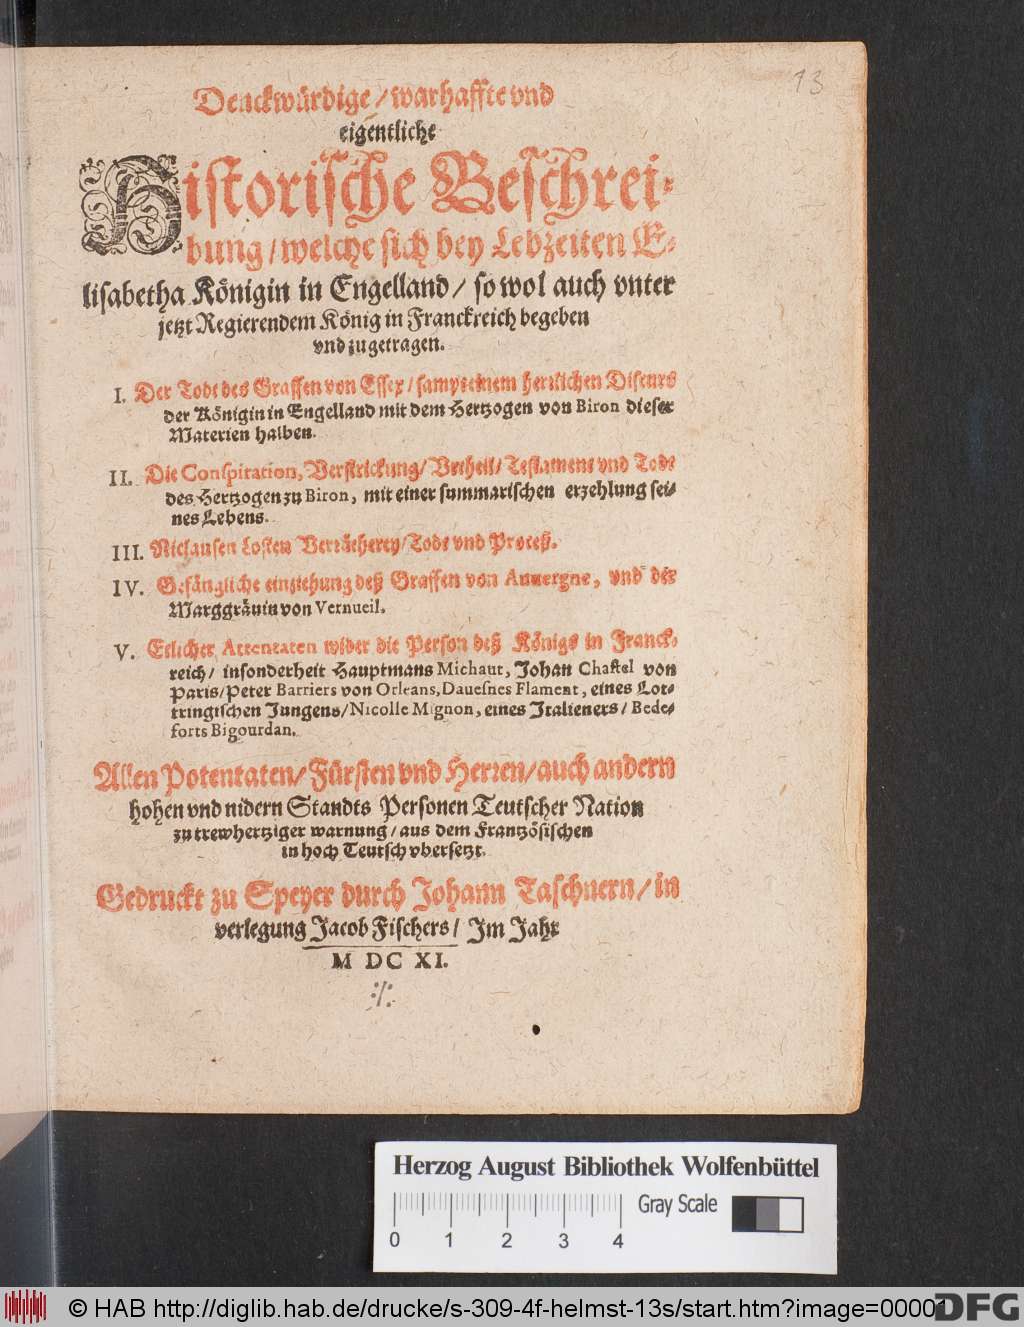 13
Denckwürdige / warhaffte vnd
eigentliche
Historische Beschrei-
bung / welche sich bey Lebzeiten E-
lisabetha Königin in Engelland / so wol auch vnter
jetzt Regierendem König in Franckreich begeben
vnd zugetragen.
I. Der Todt des Graffen von Essex / sampt einem herrlichen Discurs
der Königin in Engelland mit dem Hertzogen von Biron dieser
Materien halben.
II. Die Conspiration, Verstrickung / Vrtheil / Testament vnd Todt
des Hertzogen zu Biron, mit einer summarischen erzehlung sei-
nes Lebens.
III. Niclausen Losten Verrätherey / Todt vnd Proceß.
IV. Gefängliche einziehung deß Graffen von Auuergne, vnd der
Marggräuin von Vernueil.
V. Etlicher Attentaten wider die Person deß Königs in Franck-
reich / insonderheit Hauptmans Michaut, Johan Chastel von
Paris / Peter Barriers von Orleans, Dauesnes Flament, eines Lot-
tringischen Jungens / Nicolle Mignon, eines Italieners / Bede-
forts Bigourdan.
Allen Potentaten / Fürsten vnd Herren / auch andern
hohen vnd nidern Standts Personen Teutscher Nation
zu trewhertziger warnung / aus dem Frantzösischen
in hoch Teutsch vbersetzt.
Gedruckt zu Speyer durch Johann Taschnern / in
verlegung Jacob Fischers / Im Jahr
M DC XI.
Herzog August Bibliothek Wolfenbüttel
Gray Scale
0 1 2 3 4
© HAB http://diglib.hab.de/drucke/s-309-4f-helmst-13s/start.htm?image=00001
DFG